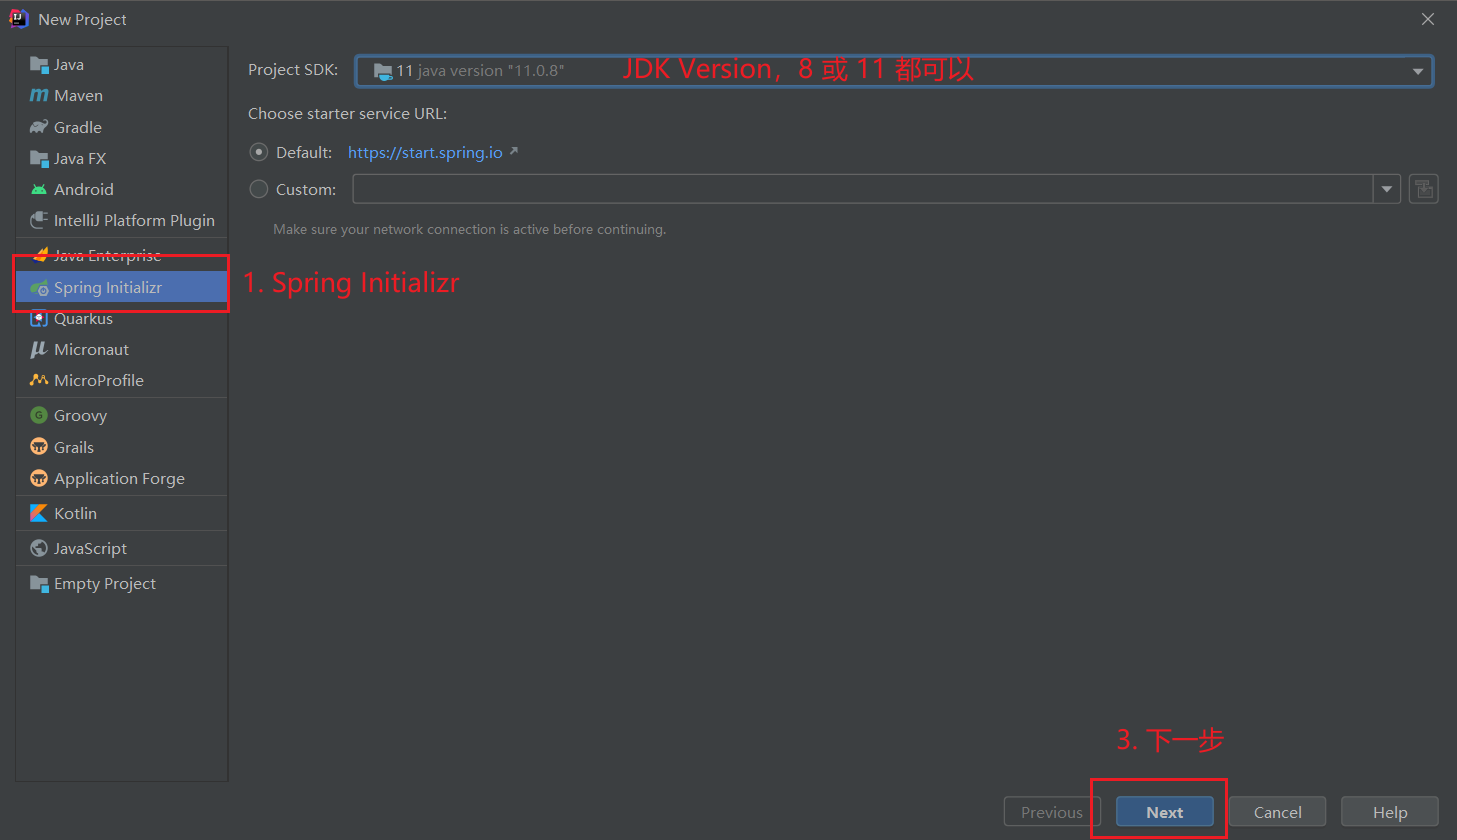 New Project
Java
Maven
Gradle
Java FX
Android
IntelliJ Platform Plugin
Java Enterprise
Spring Initializr
Quarkus
Micronaut
MicroProfile
Groovy
Grails
Application Forge
Kotlin
JavaScript
Empty Project
Project SDK: 11 java version "11.0.8" JDK Version，8 或 11 都可以
Choose starter service URL:
Default: https://start.spring.io
Custom:
Make sure your network connection is active before continuing.
1. Spring Initializr
3. 下一步
Previous Next Cancel Help